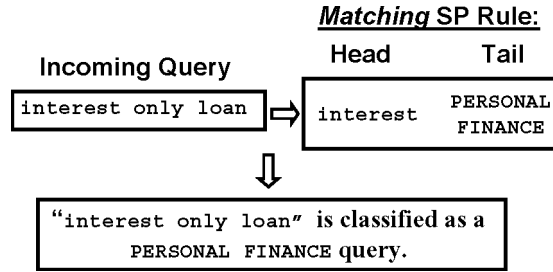 Matching SP Rule:
Incoming Query
Head Tail
interest only loan
interest PERSONAL FINANCE
“interest only loan” is classified as a
PERSONAL FINANCE query.